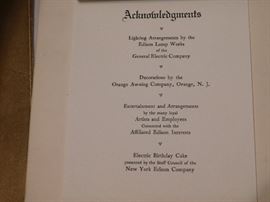 Acknowledgments
Lighting Arrangements by the
Edison Lamp Works
of the
General Electric Company
Decorations by the
Orange Awning Company, Orange, N. J.
Entertainment and Arrangements
by the many loyal
Artists and Employees
Connected with the
Affiliated Edison Interests
Electric Birthday Cake
presented by the Staff Council of the
New York Edison Company